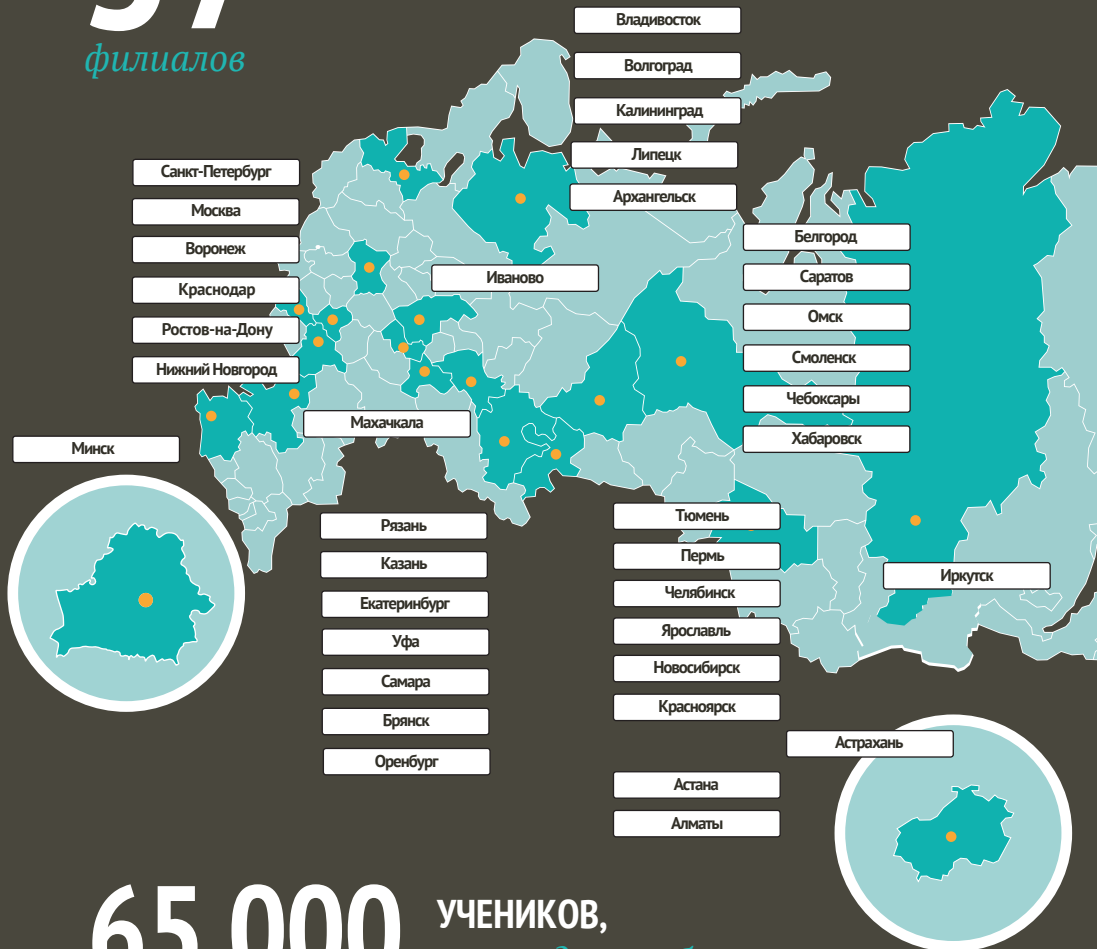 филиалов
Владивосток
Волгоград
Калининград
Липецк
Архангельск
Санкт-Петербург
Москва
Воронеж
Краснодар
Ростов-на-Дону
Нижний Новгород
Иваново
Белгород
Саратов
Омск
Смоленск
Чебоксары
Хабаровск
Махачкала
Минск
Рязань
Казань
Екатеринбург
Уфа
Самара
Брянск
Оренбург
Тюмень
Пермь
Челябинск
Ярославль
Новосибирск
Красноярск
Иркутск
Астрахань
Астана
Алматы
65 000 УЧЕНИКОВ,